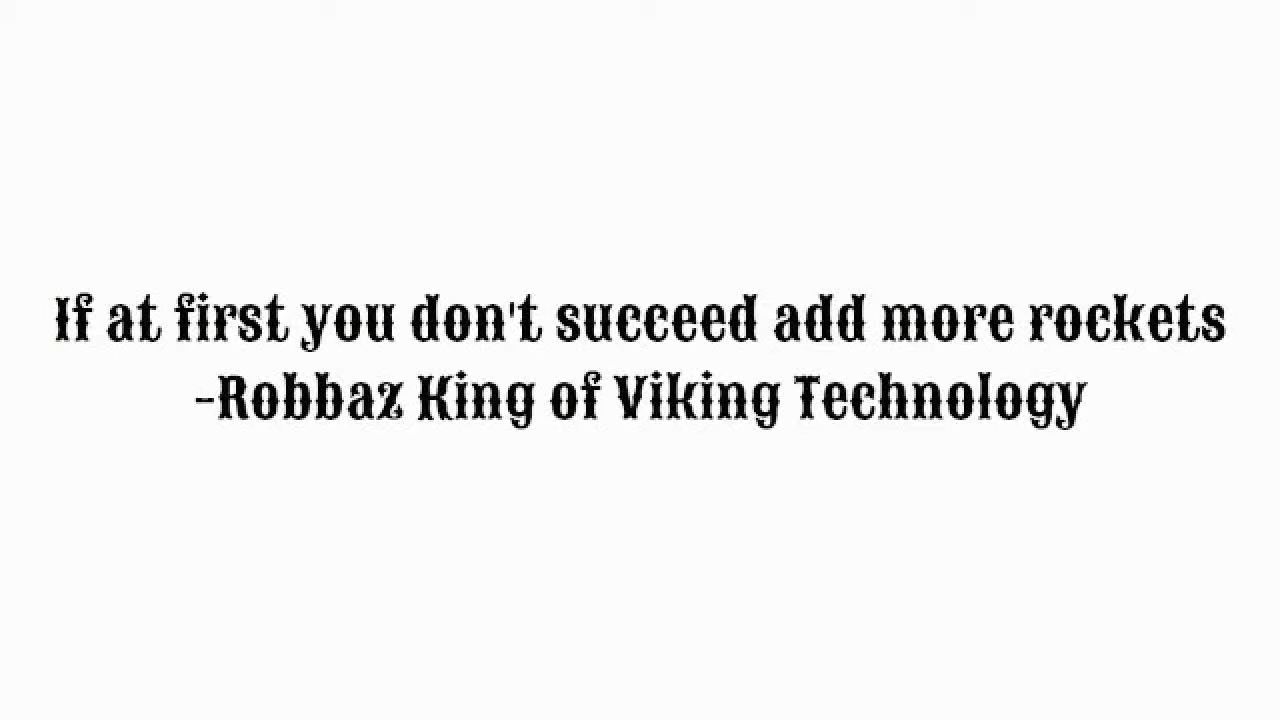 If at first you don't succeed add more rockets
-Robbaz King of Viking Technology